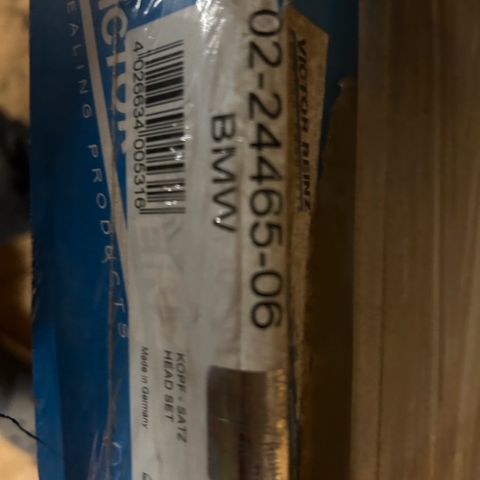 VICTOR REINZ
02-24465-06
BMW
4 026634 005316
KOPF - SATZ
HEAD SET
Made in Germany
SEALING PRODUCTS